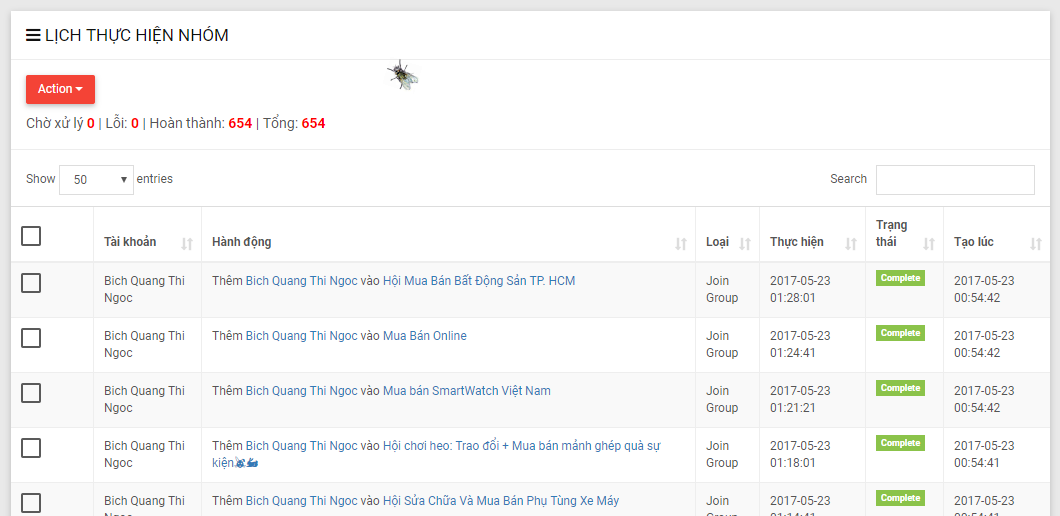 LỊCH THỰC HIỆN NHÓM
Action
Chờ xử lý 0 | Lỗi: 0 | Hoàn thành: 654 | Tổng: 654
Show 50 entries
Search
Tài khoản
Hành động
Loại
Thực hiện
Trạng
thái
Tạo lúc
Bich Quang Thi
Ngoc
Thêm Bich Quang Thi Ngoc vào Hội Mua Bán Bất Động Sản TP. HCM
Join
Group
2017-05-23
01:28:01
Complete
2017-05-23
00:54:42
Bich Quang Thi
Ngoc
Thêm Bich Quang Thi Ngoc vào Mua Bán Online
Join
Group
2017-05-23
01:24:41
Complete
2017-05-23
00:54:42
Bich Quang Thi
Ngoc
Thêm Bich Quang Thi Ngoc vào Mua bán SmartWatch Việt Nam
Join
Group
2017-05-23
01:21:21
Complete
2017-05-23
00:54:42
Bich Quang Thi
Ngoc
Thêm Bich Quang Thi Ngoc vào Hội chơi heo: Trao đổi + Mua bán mảnh ghép quà sự
kiện
Join
Group
2017-05-23
01:18:01
Complete
2017-05-23
00:54:41
Bich Quang Thi
Ngoc
Thêm Bich Quang Thi Ngoc vào Hội Sửa Chữa Và Mua Bán Phụ Tùng Xe Máy
Join
2017-05-23
Complete
2017-05-23